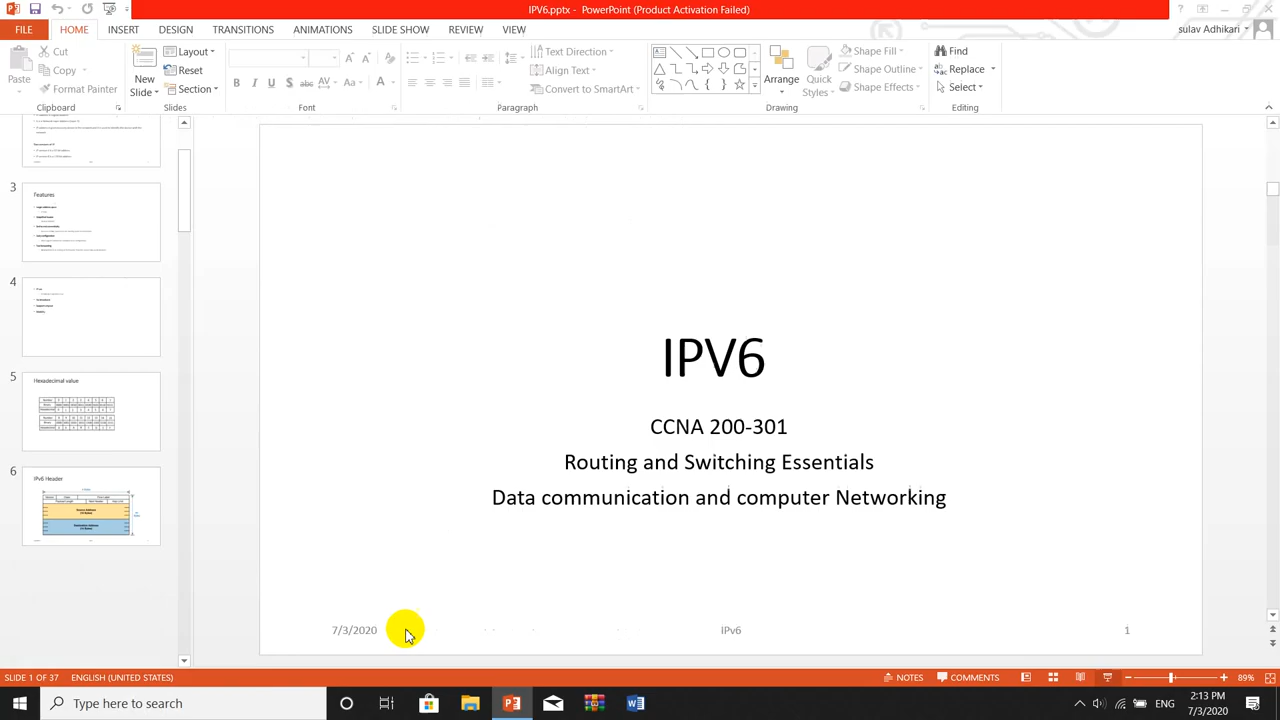 IPV6.pptx - PowerPoint (Product Activation Failed)
FILE HOME INSERT DESIGN TRANSITIONS ANIMATIONS SLIDE SHOW REVIEW VIEW sulav Adhikari
Paste
Cut
Copy
Format Painter
Clipboard
New Slide
Layout
Reset
Section
Slides
B I U S abc AV Aa A
Font
Text Direction
Align Text
Convert to SmartArt
Paragraph
Arrange
Quick Styles
Shape Fill
Shape Outline
Shape Effects
Drawing
Find
Replace
Select
Editing
3
Features
4
5
Hexadecimal value
6
IPv6 Header
IPV6
CCNA 200-301
Routing and Switching Essentials
Data communication and computer Networking
7/3/2020 IPv6 1
SLIDE 1 OF 37 ENGLISH (UNITED STATES) NOTES COMMENTS 89%
Type here to search
ENG
2:13 PM
7/3/2020